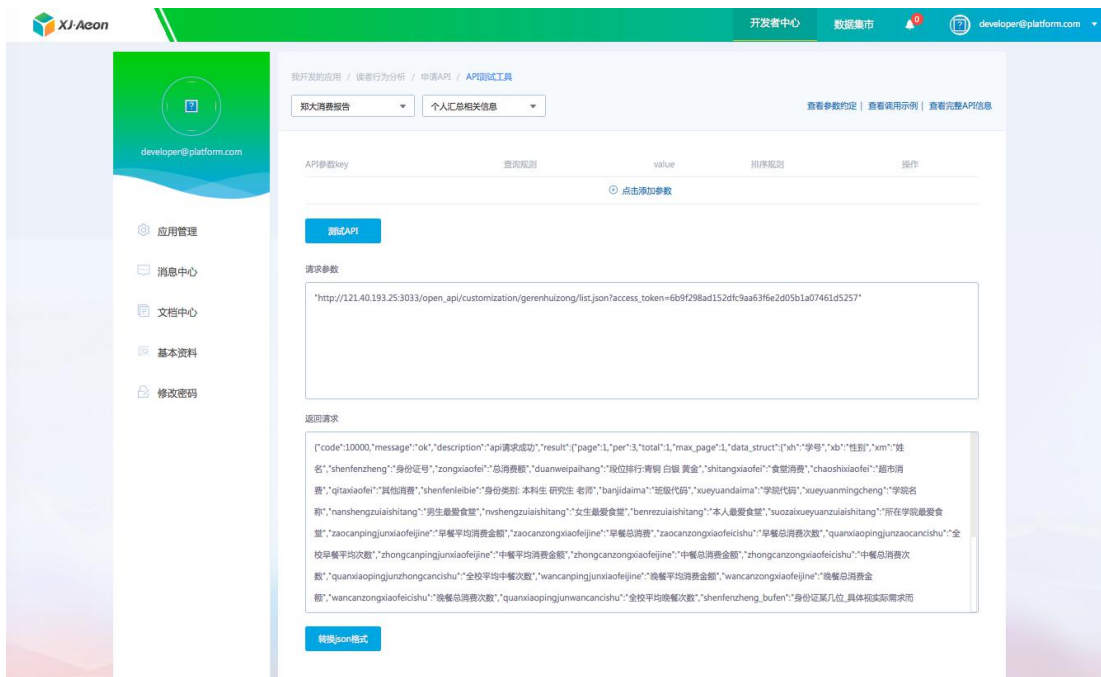 XJ·Aeon
开发者中心 数据集市 0 developer@platform.com
developer@platform.com
应用管理
消息中心
文档中心
基本资料
修改密码
我开发的应用 / 读者行为分析 / 申请API / API测试工具
郑大消费报告 个人汇总相关信息 查看参数约定 | 查看调用示例 | 查看完整API信息
API参数key 查询规则 value 排序规则 操作
点击添加参数
测试API
请求参数
"http://121.40.193.25:3033/open_api/customization/gerenhuizong/list.json?access_token=6b9f298ad152dfc9aa63f6e2d05b1a07461d5257"
返回请求
{"code":10000,"message":"ok","description":"api请求成功","result":{"page":1,"per":3,"total":1,"max_page":1,"data_struct":{"xh":"学号","xb":"性别","xm":"姓
名","shenfenzheng":"身份证号","zongxiaofei":"总消费额","duanweipaihang":"段位排行:青铜 白银 黄金","shitangxiaofei":"食堂消费","chaoshixiaofei":"超市消
费","qitaxiaofei":"其他消费","shenfenleibie":"身份类别: 本科生 研究生 老师","banjidaima":"班级代码","xueyuandaima":"学院代码","xueyuanmingcheng":"学院名
称","nanshengzuiaishitang":"男生最爱食堂","nvshengzuiaishitang":"女生最爱食堂","benrezuiaishitang":"本人最爱食堂","suozaixueyuanzuiaishitang":"所在学院最爱食
堂","zaocanpingjunxiaofeijine":"早餐平均消费金额","zaocanzongxiaofeijine":"早餐总消费","zaocanzongxiaofeicishu":"早餐总消费次数","quanxiaopingjunzaocancishu":"全
校早餐平均次数","zhongcanpingjunxiaofeijine":"中餐平均消费金额","zhongcanzongxiaofeijine":"中餐总消费金额","zhongcanzongxiaofeicishu":"中餐总消费次
数","quanxiaopingjunzhongcancishu":"全校平均中餐次数","wancanpingjunxiaofeijine":"晚餐平均消费金额","wancanzongxiaofeijine":"晚餐总消费金
额","wancanzongxiaofeicishu":"晚餐总消费次数","quanxiaopingjunwancancishu":"全校平均晚餐次数","shenfenzheng_bufen":"身份证某几位_具体视实际需求而
转换json格式